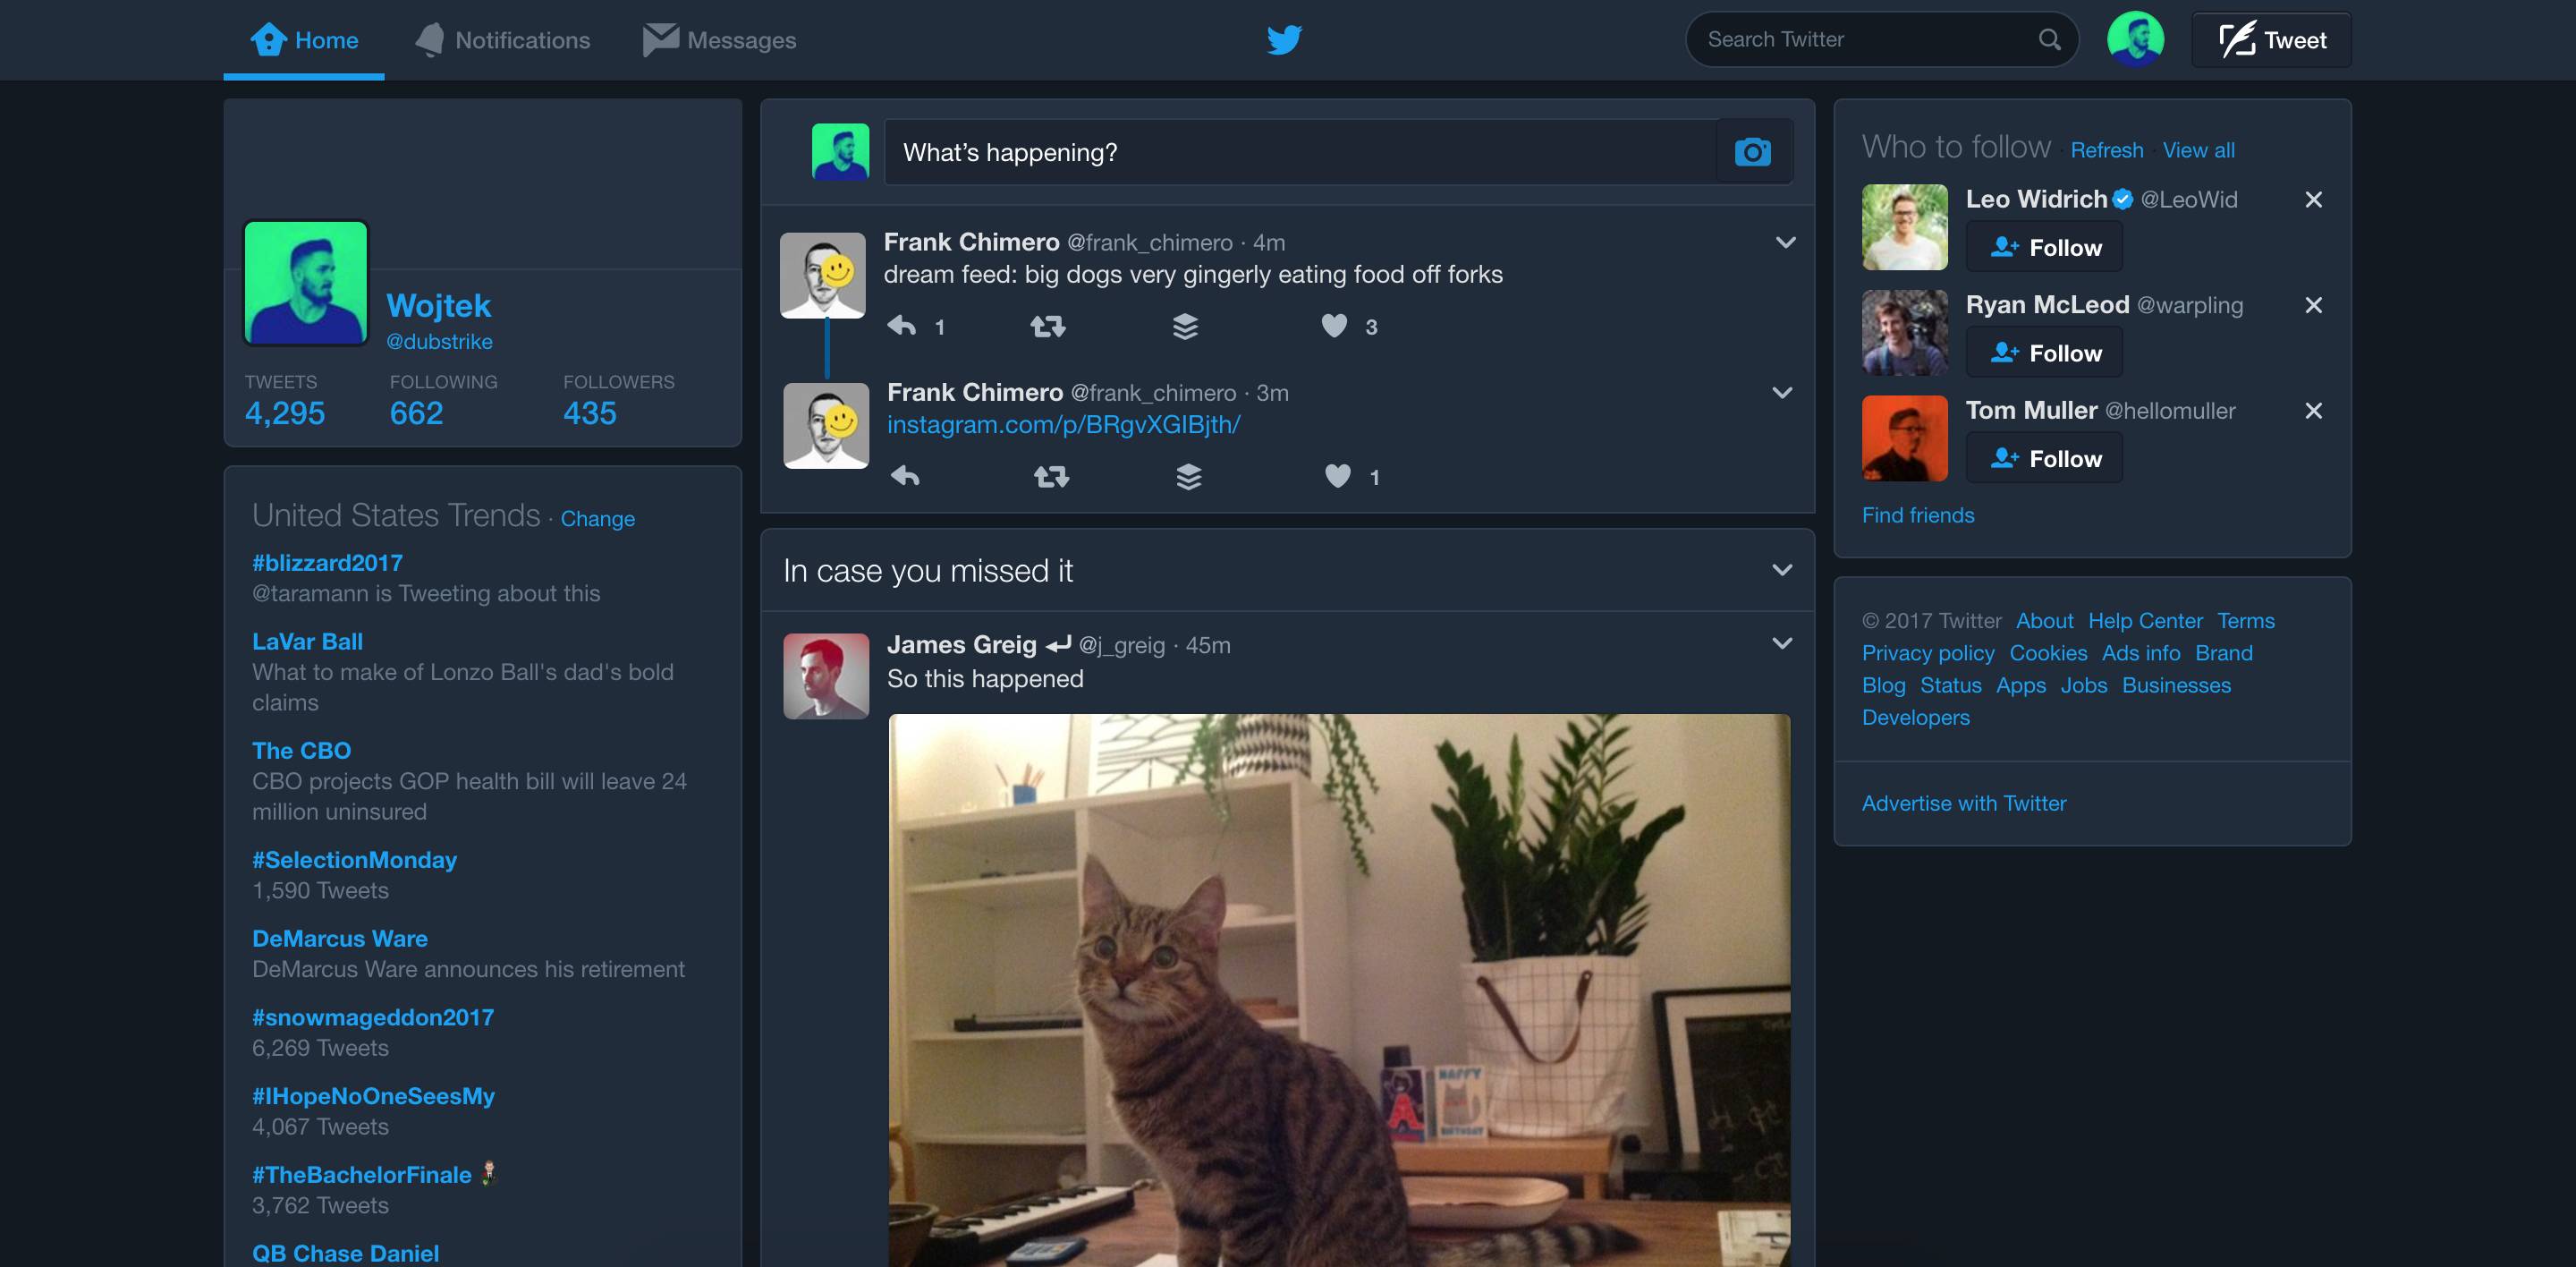 Home
Notifications
Messages
Search Twitter
Tweet
Wojtek
@dubstrike
TWEETS
FOLLOWING
FOLLOWERS
4,295
662
435
United States Trends · Change
#blizzard2017
@taramann is Tweeting about this
LaVar Ball
What to make of Lonzo Ball's dad's bold
claims
The CBO
CBO projects GOP health bill will leave 24
million uninsured
#SelectionMonday
1,590 Tweets
DeMarcus Ware
DeMarcus Ware announces his retirement
#snowmageddon2017
6,269 Tweets
#IHopeNoOneSeesMy
4,067 Tweets
#TheBachelorFinale
3,762 Tweets
QB Chase Daniel
What's happening?
Frank Chimero @frank_chimero · 4m
dream feed: big dogs very gingerly eating food off forks
1
3
Frank Chimero @frank_chimero · 3m
instagram.com/p/BRgvXGIBjth/
1
In case you missed it
James Greig @j_greig · 45m
So this happened
A
HAPPY
BIRTHDAY
Who to follow · Refresh · View all
Leo Widrich @LeoWid
Follow
Ryan McLeod @warpling
Follow
Tom Muller @hellomuller
Follow
Find friends
© 2017 Twitter About Help Center Terms
Privacy policy Cookies Ads info Brand
Blog Status Apps Jobs Businesses
Developers
Advertise with Twitter